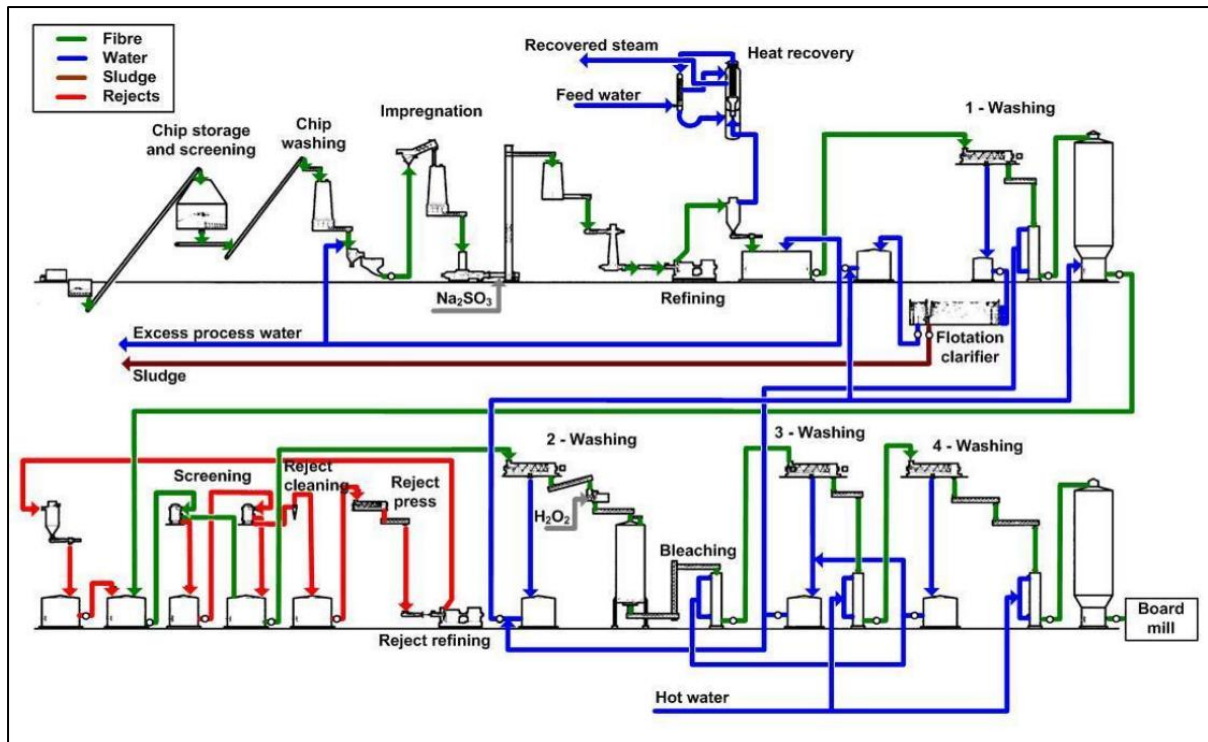 Fibre
Water
Sludge
Rejects
Recovered steam
Heat recovery
Feed water
Impregnation
Chip
washing
Chip storage
and screening
1 - Washing
Na₂SO₃
Refining
Excess process water
Flotation
clarifier
Sludge
2 - Washing
3 - Washing
4 - Washing
Screening
Reject
cleaning
Reject
press
H₂O₂
Bleaching
Reject refining
Board
mill
Hot water